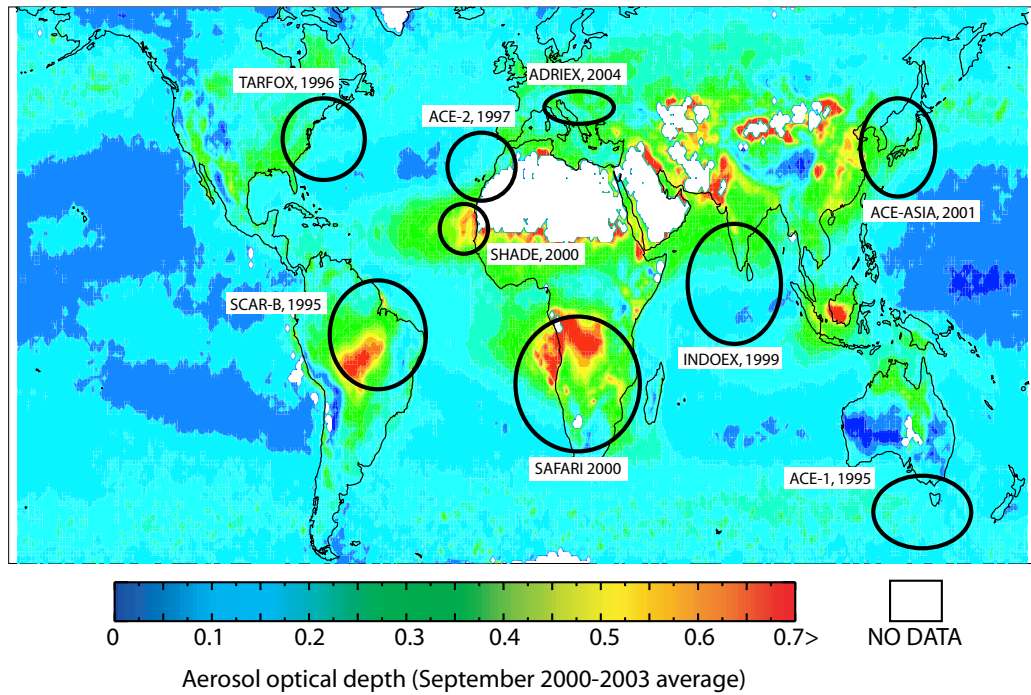 TARFOX, 1996
ADRIEX, 2004
ACE-2, 1997
ACE-ASIA, 2001
SHADE, 2000
SCAR-B, 1995
INDOEX, 1999
SAFARI 2000
ACE-1, 1995
0 0.1 0.2 0.3 0.4 0.5 0.6 0.7>
NO DATA
Aerosol optical depth (September 2000-2003 average)